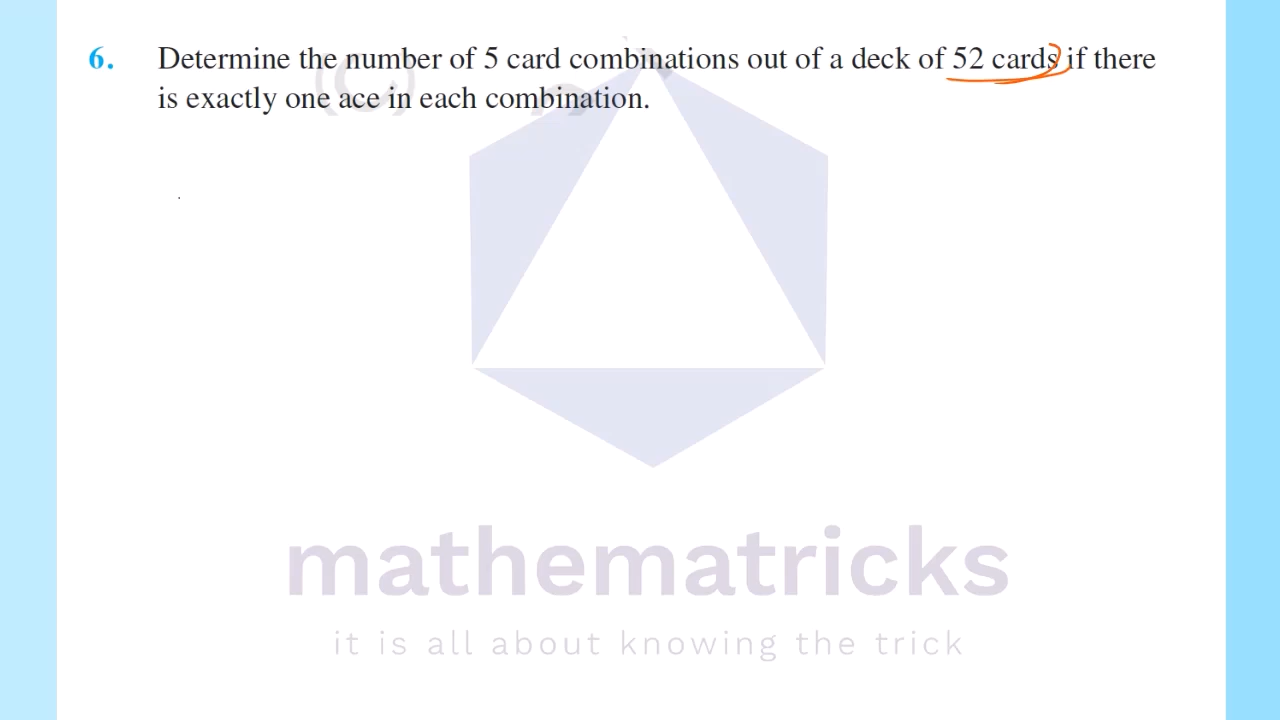 6. Determine the number of 5 card combinations out of a deck of 52 cards if there
is exactly one ace in each combination.
mathematricks
it is all about knowing the trick